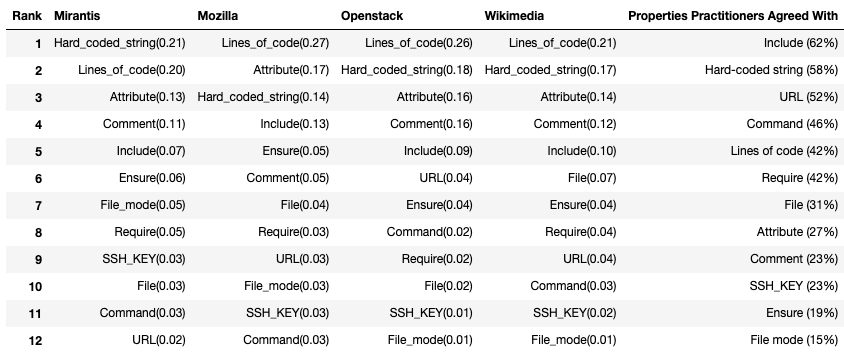 Rank Mirantis Mozilla Openstack Wikimedia Properties Practitioners Agreed With
1 Hard_coded_string(0.21) Lines_of_code(0.27) Lines_of_code(0.26) Lines_of_code(0.21) Include (62%)
2 Lines_of_code(0.20) Attribute(0.17) Hard_coded_string(0.18) Hard_coded_string(0.17) Hard-coded string (58%)
3 Attribute(0.13) Hard_coded_string(0.14) Attribute(0.16) Attribute(0.14) URL (52%)
4 Comment(0.11) Include(0.13) Comment(0.16) Comment(0.12) Command (46%)
5 Include(0.07) Ensure(0.05) Include(0.09) Include(0.10) Lines of code (42%)
6 Ensure(0.06) Comment(0.05) URL(0.04) File(0.07) Require (42%)
7 File_mode(0.05) File(0.04) Ensure(0.04) Ensure(0.04) File (31%)
8 Require(0.05) Require(0.03) Command(0.02) Require(0.04) Attribute (27%)
9 SSH_KEY(0.03) URL(0.03) Require(0.02) URL(0.04) Comment (23%)
10 File(0.03) File_mode(0.03) File(0.02) Command(0.03) SSH_KEY (23%)
11 Command(0.03) SSH_KEY(0.03) SSH_KEY(0.01) SSH_KEY(0.02) Ensure (19%)
12 URL(0.02) Command(0.03) File_mode(0.01) File_mode(0.01) File mode (15%)